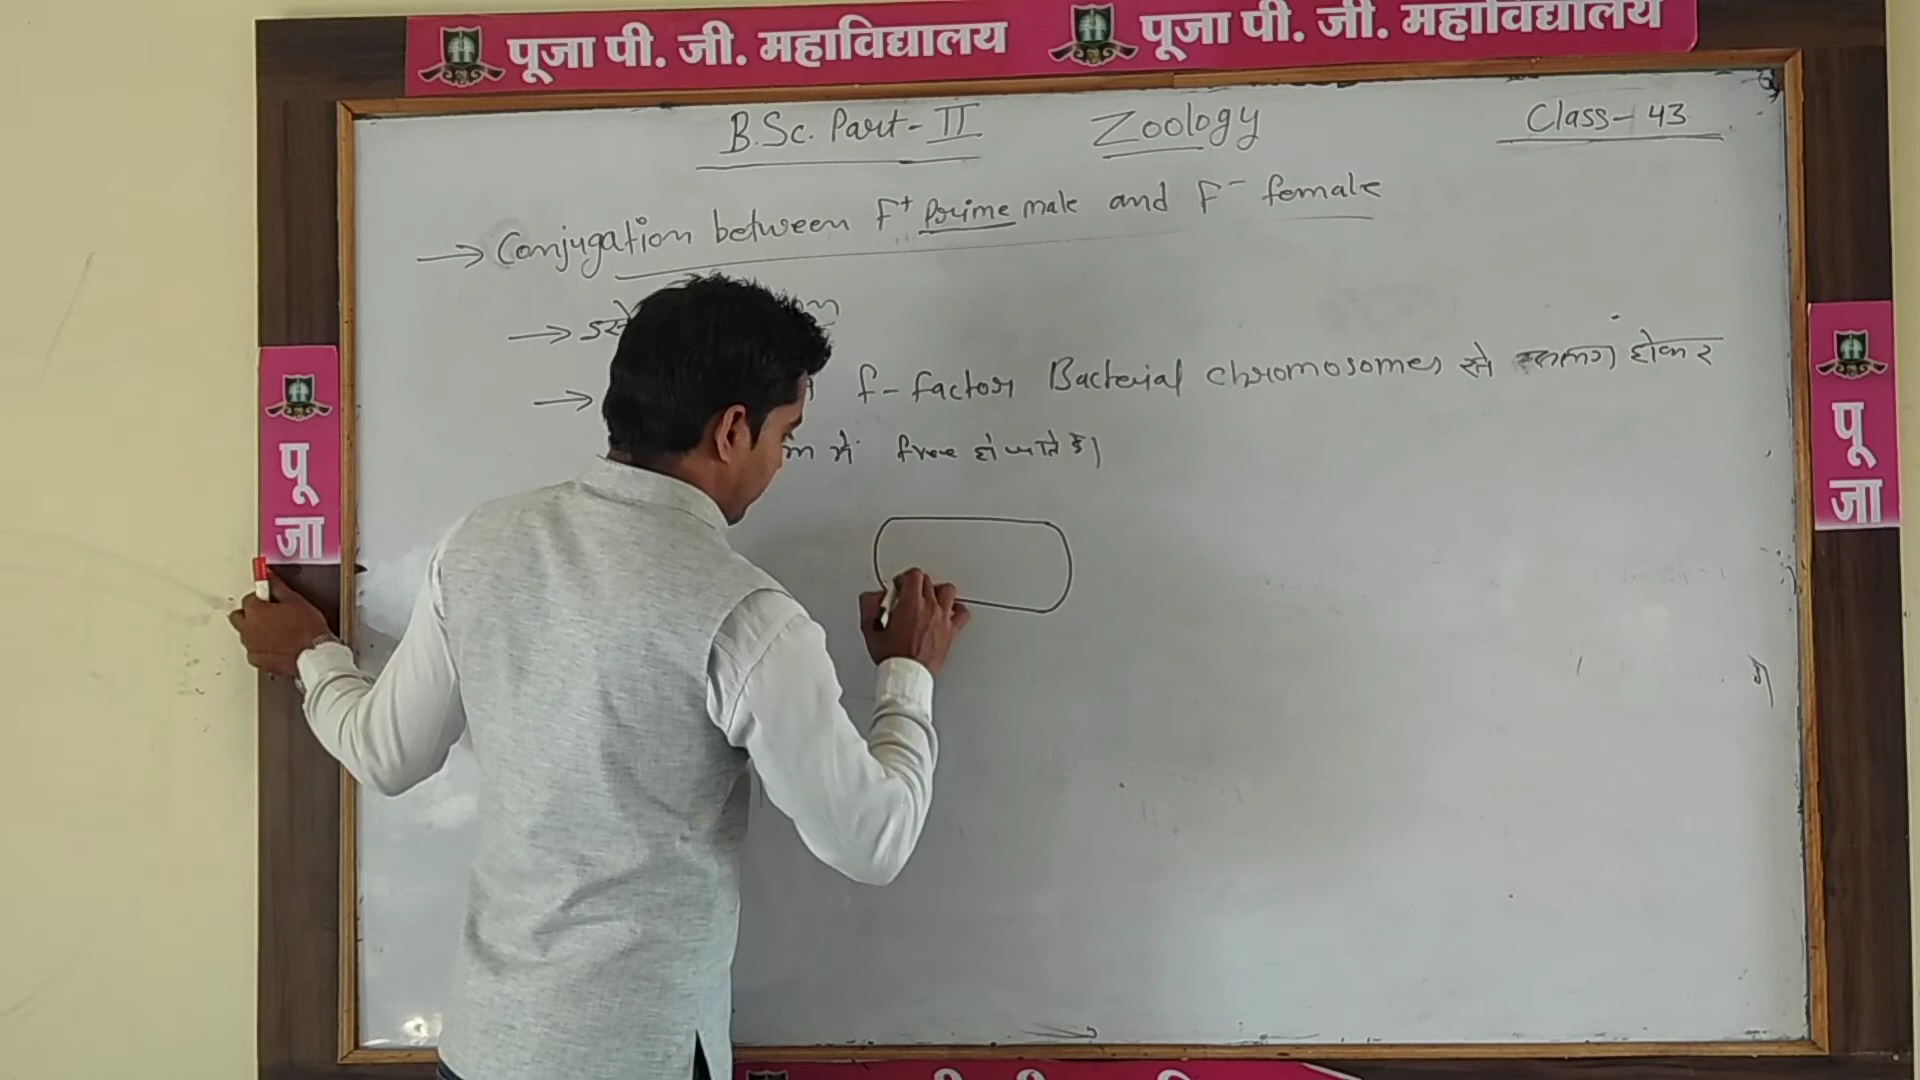 पूजा पी. जी. महाविद्यालय पूजा पी. जी. महाविद्यालय
B.Sc. Part-II Zoology Class-43
→ Conjugation between F⁺ prime male and F⁻ female
→ इसे
→ f-factor Bacterial chromosomes से होकर
में free हो जाते है।
पू
जा
पू
जा